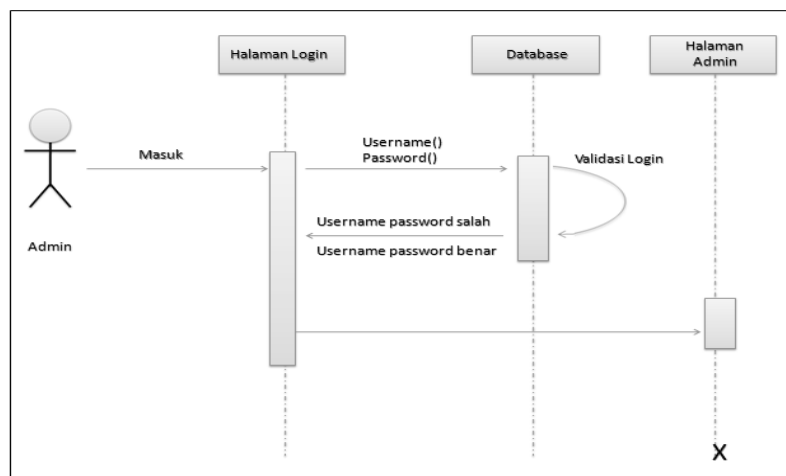 Halaman Login
Database
Halaman
Admin
Masuk
Username()
Password()
Validasi Login
Username password salah
Username password benar
Admin
X